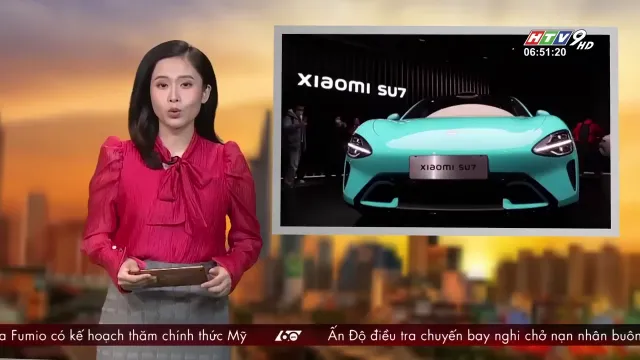 HTV9 HD
06:51:20
XIAOMI SU7
XIAOMI SU7
a Fumio có kế hoạch thăm chính thức Mỹ
Ấn Độ điều tra chuyến bay nghi chở nạn nhân buôn